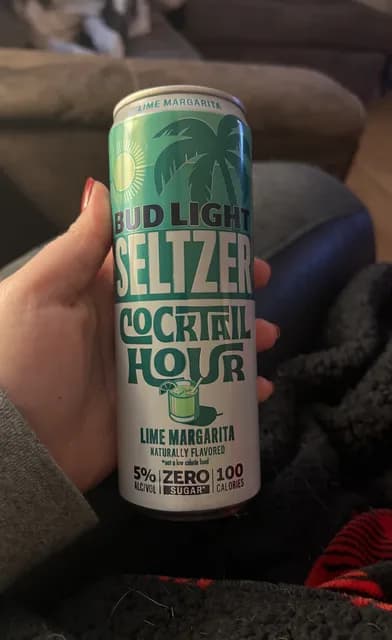 LIME MARGARITA
BUD LIGHT
SELTZER
COCKTAIL
HOUR
LIME MARGARITA
NATURALLY FLAVORED
*not a low calorie food
5% ZERO 100
ALC/VOL SUGAR* CALORIES